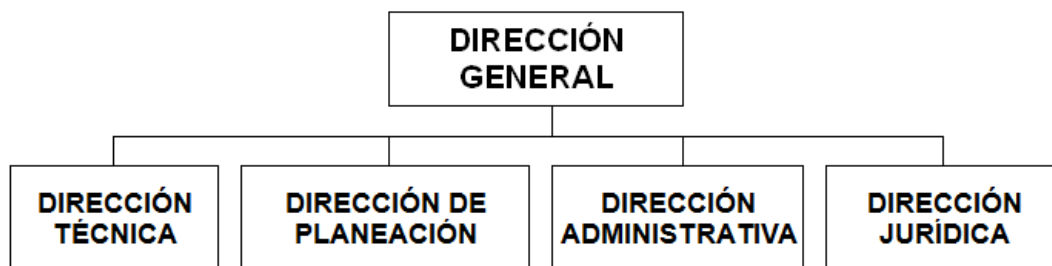 DIRECCIÓN
GENERAL
DIRECCIÓN
TÉCNICA
DIRECCIÓN DE
PLANEACIÓN
DIRECCIÓN
ADMINISTRATIVA
DIRECCIÓN
JURÍDICA